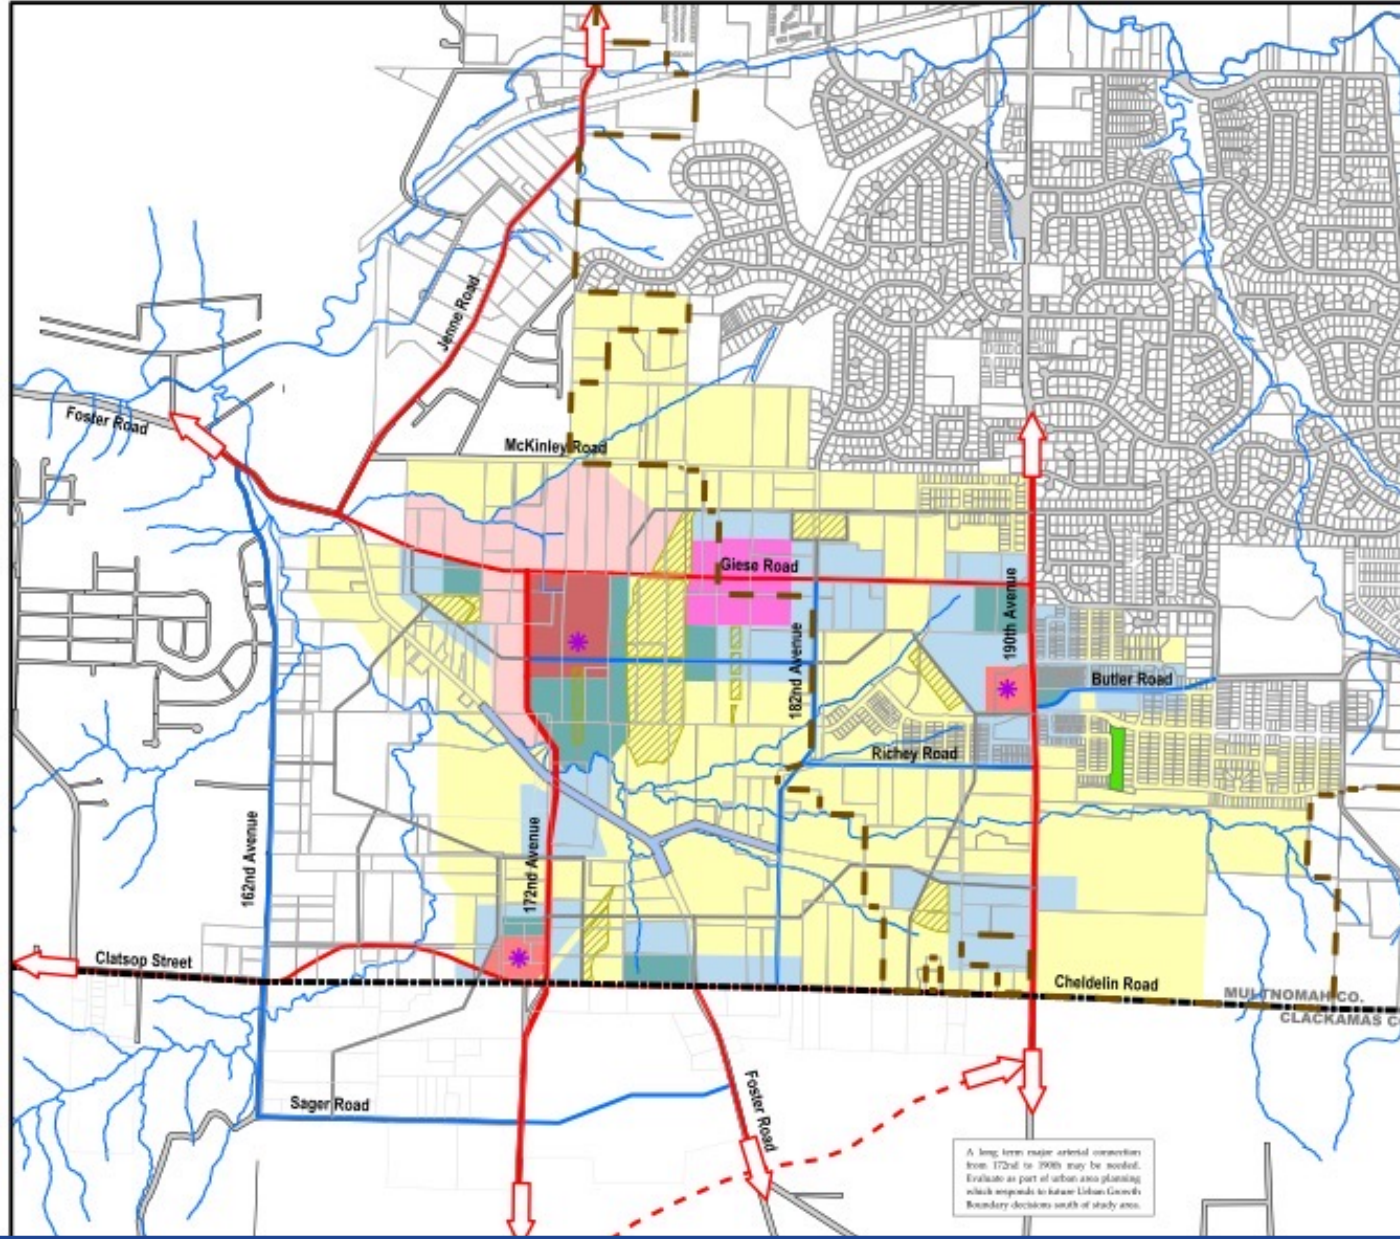 Jenne Road
Foster Road
McKinley Road
Giese Road
190th Avenue
182nd Avenue
Butler Road
Richey Road
172nd Avenue
162nd Avenue
Clatsop Street
Cheldelin Road
MULTNOMAH CO.
CLACKAMAS C
Sager Road
Foster Road
A long term major arterial connection
from 172nd to 190th may be needed.
Evaluate as part of urban area planning
which responds to future Urban Growth
Boundary decisions south of study area.